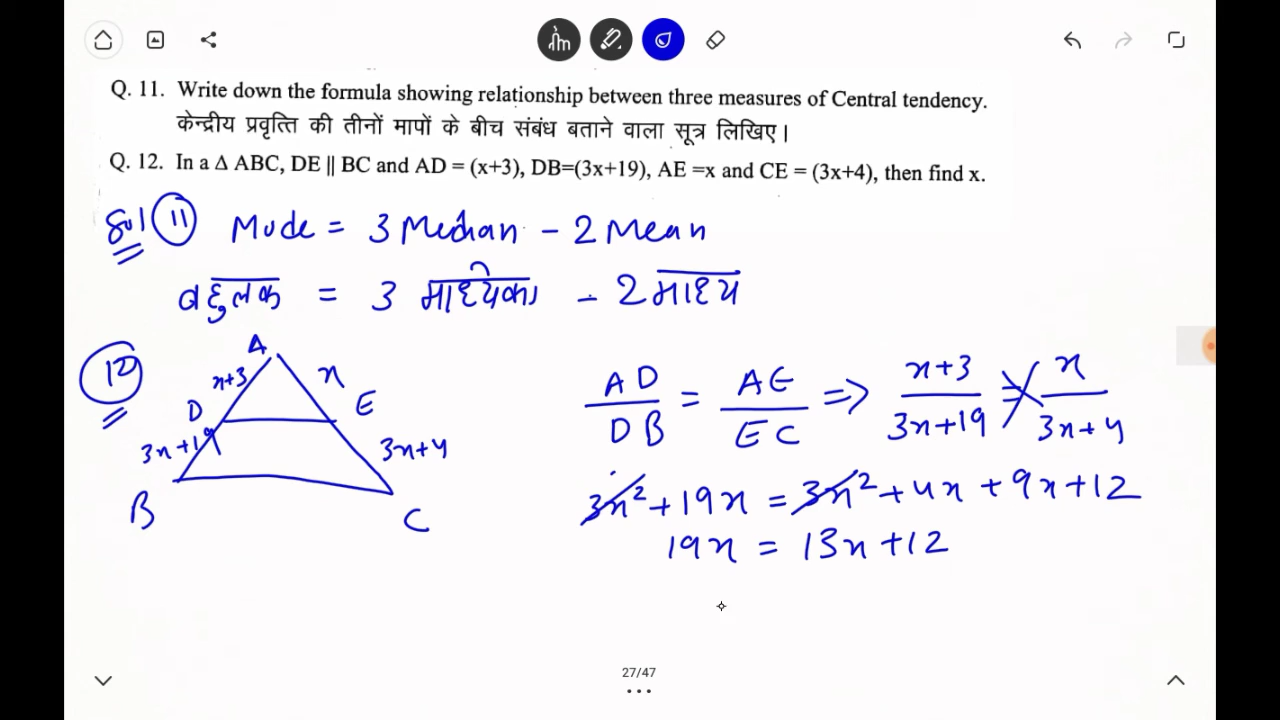 Q. 11. Write down the formula showing relationship between three measures of Central tendency.
केन्द्रीय प्रवृत्ति की तीनों मापों के बीच संबंध बताने वाला सूत्र लिखिए।
Q. 12. In a Δ ABC, DE || BC and AD = (x+3), DB=(3x+19), AE =x and CE = (3x+4), then find x.
Sol 11 Mode = 3 Median - 2 Mean
बहुलक = 3 माध्यिका - 2 माध्य
12
A
x+3 x
D E
3x+19 3x+4
B C
AD/DB = AE/EC => x+3/3x+19 = x/3x+4
3x² + 19x = 3x² + 4x + 9x + 12
19x = 13x + 12
27/47